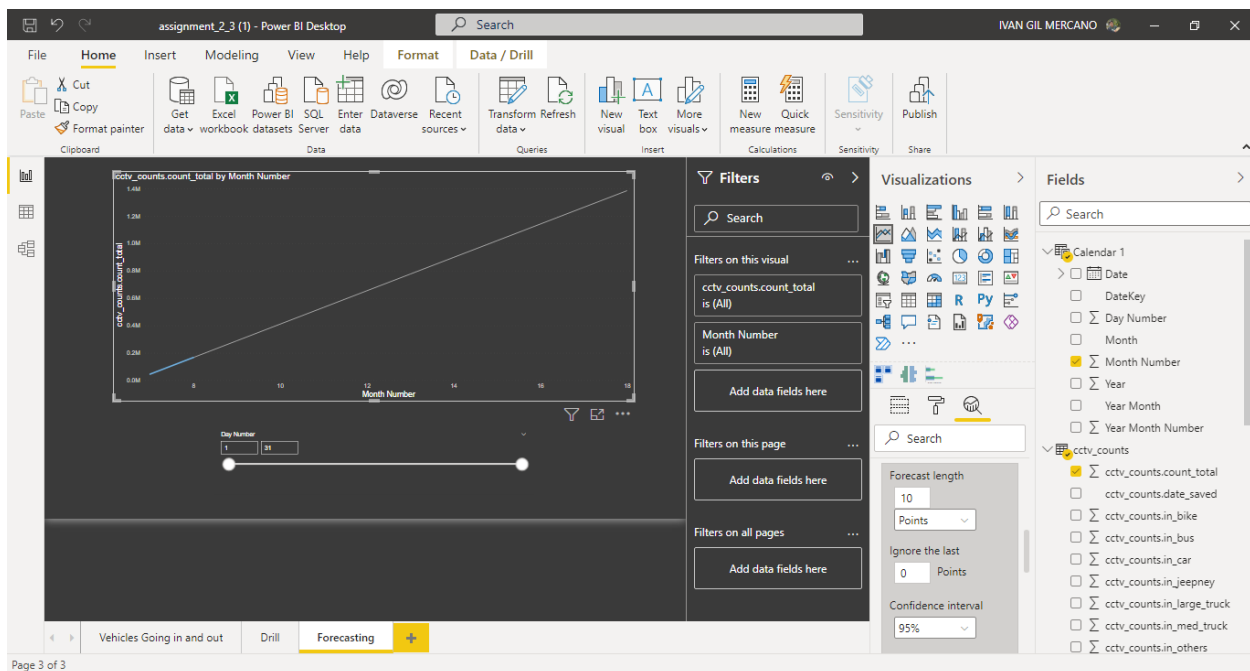 assignment_2_3 (1) - Power BI Desktop
Search
IVAN GIL MERCANO
File Home Insert Modeling View Help Format Data / Drill
Paste
Cut
Copy
Format painter
Clipboard
Get data
Excel workbook
Power BI datasets
SQL Server
Enter data
Dataverse
Recent sources
Data
Transform data
Refresh
Queries
New visual
Text box
More visuals
Insert
New measure
Quick measure
Calculations
Sensitivity
Sensitivity
Publish
Share
cctv_counts.count_total by Month Number
cctv_counts.count_total
1.4M
1.2M
1.0M
0.8M
0.6M
0.4M
0.2M
0.0M
8 10 12 14 16 18
Month Number
Day Number
1 31
Filters
Search
Filters on this visual ...
cctv_counts.count_total
is (All)
Month Number
is (All)
Add data fields here
Filters on this page ...
Add data fields here
Filters on all pages ...
Add data fields here
Visualizations
R Py
123
...
Search
Forecast length
10
Points
Ignore the last
0 Points
Confidence interval
95%
Fields
Search
Calendar 1
Date
DateKey
∑ Day Number
Month
∑ Month Number
∑ Year
Year Month
∑ Year Month Number
cctv_counts
∑ cctv_counts.count_total
cctv_counts.date_saved
∑ cctv_counts.in_bike
∑ cctv_counts.in_bus
∑ cctv_counts.in_car
∑ cctv_counts.in_jeepney
∑ cctv_counts.in_large_truck
∑ cctv_counts.in_med_truck
∑ cctv_counts.in_others
Vehicles Going in and out Drill Forecasting +
Page 3 of 3